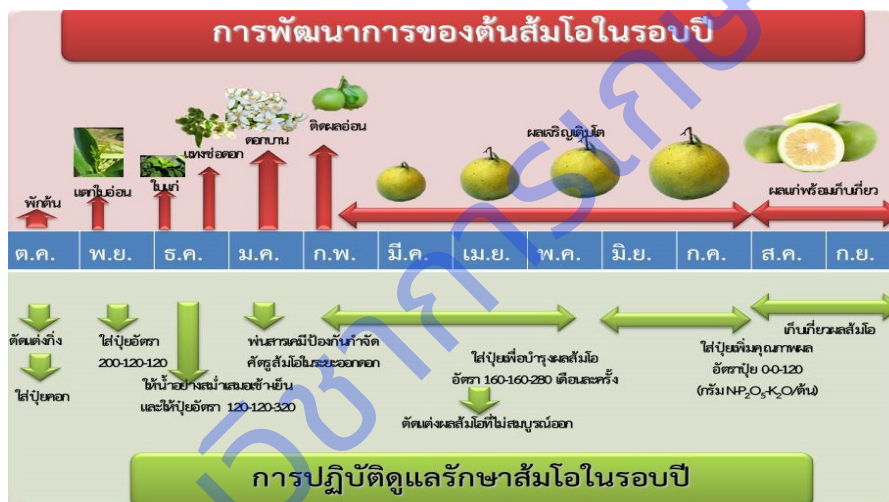 การพัฒนาการของต้นส้มโอในรอบปี
ติดผลอ่อน
ดอกบาน
ผลเจริญเติบโต
แทงช่อดอก
แตกใบอ่อน
ใบแก่
ผลแก่พร้อมเก็บเกี่ยว
พักต้น
ต.ค. พ.ย. ธ.ค. ม.ค. ก.พ. มี.ค. เม.ย. พ.ค. มิ.ย. ก.ค. ส.ค. ก.ย.
ตัดแต่งกิ่ง
ใส่ปุ๋ยคอก
ใส่ปุ๋ยอัตรา
200-120-120
ให้น้ำอย่างสม่ำเสมอเช้า-เย็น
และให้ปุ๋ยอัตรา 120-120-320
พ่นสารเคมีป้องกันกำจัด
ศัตรูส้มโอในระยะออกดอก
ใส่ปุ๋ยเพื่อบำรุงผลส้มโอ
อัตรา 160-160-280 เดือนละครั้ง
ตัดแต่งผลส้มโอที่ไม่สมบูรณ์ออก
ใส่ปุ๋ยเพิ่มคุณภาพผล
อัตราปุ๋ย 0-0-120
(กรัม N-P₂O₅-K₂O/ต้น)
เก็บเกี่ยวผลส้มโอ
การปฏิบัติดูแลรักษาส้มโอในรอบปี
วิชาการเกษ